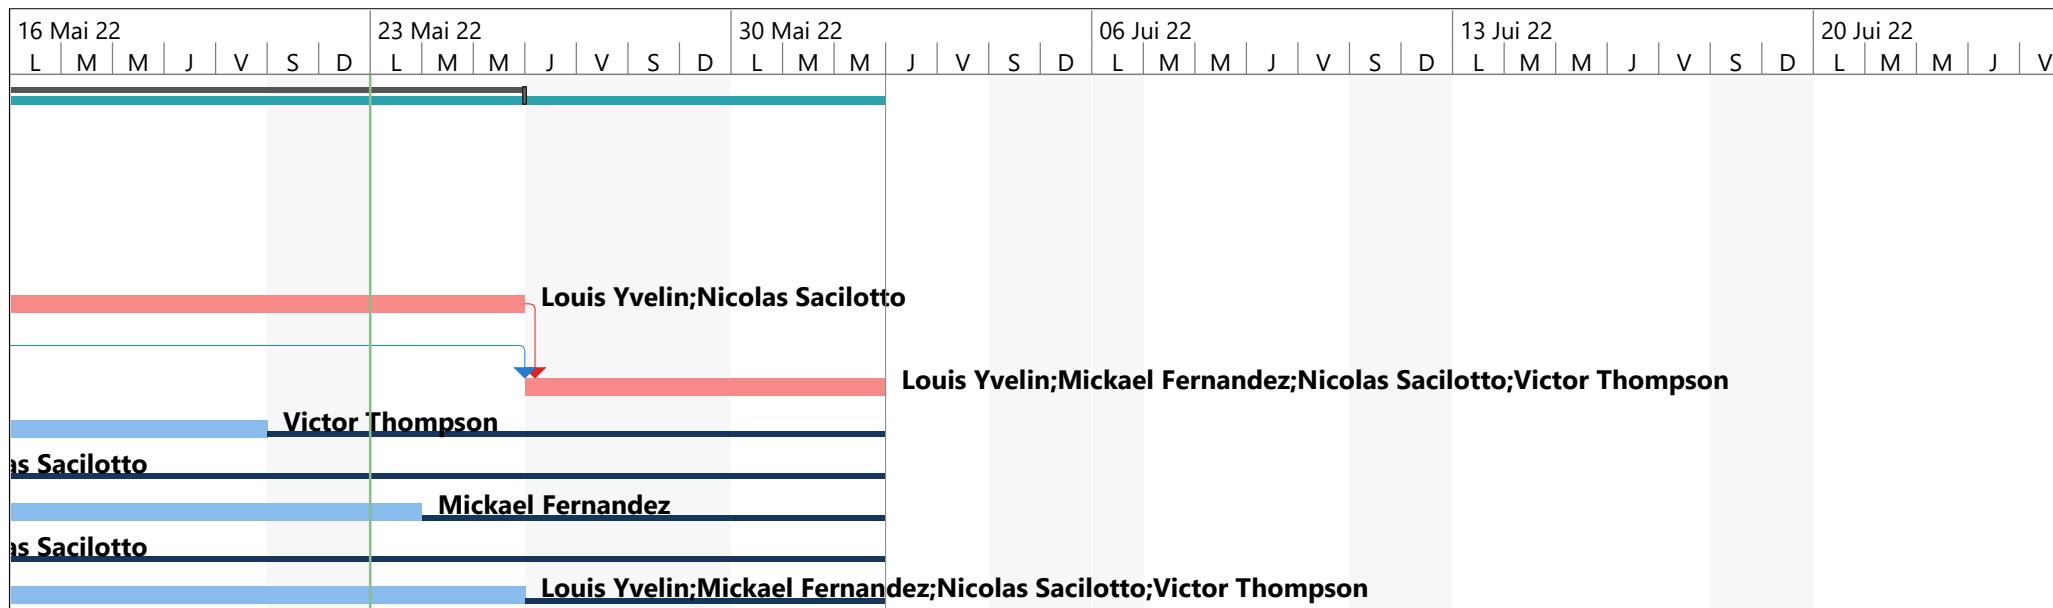 16 Mai 22 23 Mai 22 30 Mai 22 06 Jui 22 13 Jui 22 20 Jui 22
L M M J V S D L M M J V S D L M M J V S D L M M J V S D L M M J V S D L M M J V
Louis Yvelin;Nicolas Sacilotto
Louis Yvelin;Mickael Fernandez;Nicolas Sacilotto;Victor Thompson
Victor Thompson
as Sacilotto
Mickael Fernandez
as Sacilotto
Louis Yvelin;Mickael Fernandez;Nicolas Sacilotto;Victor Thompson